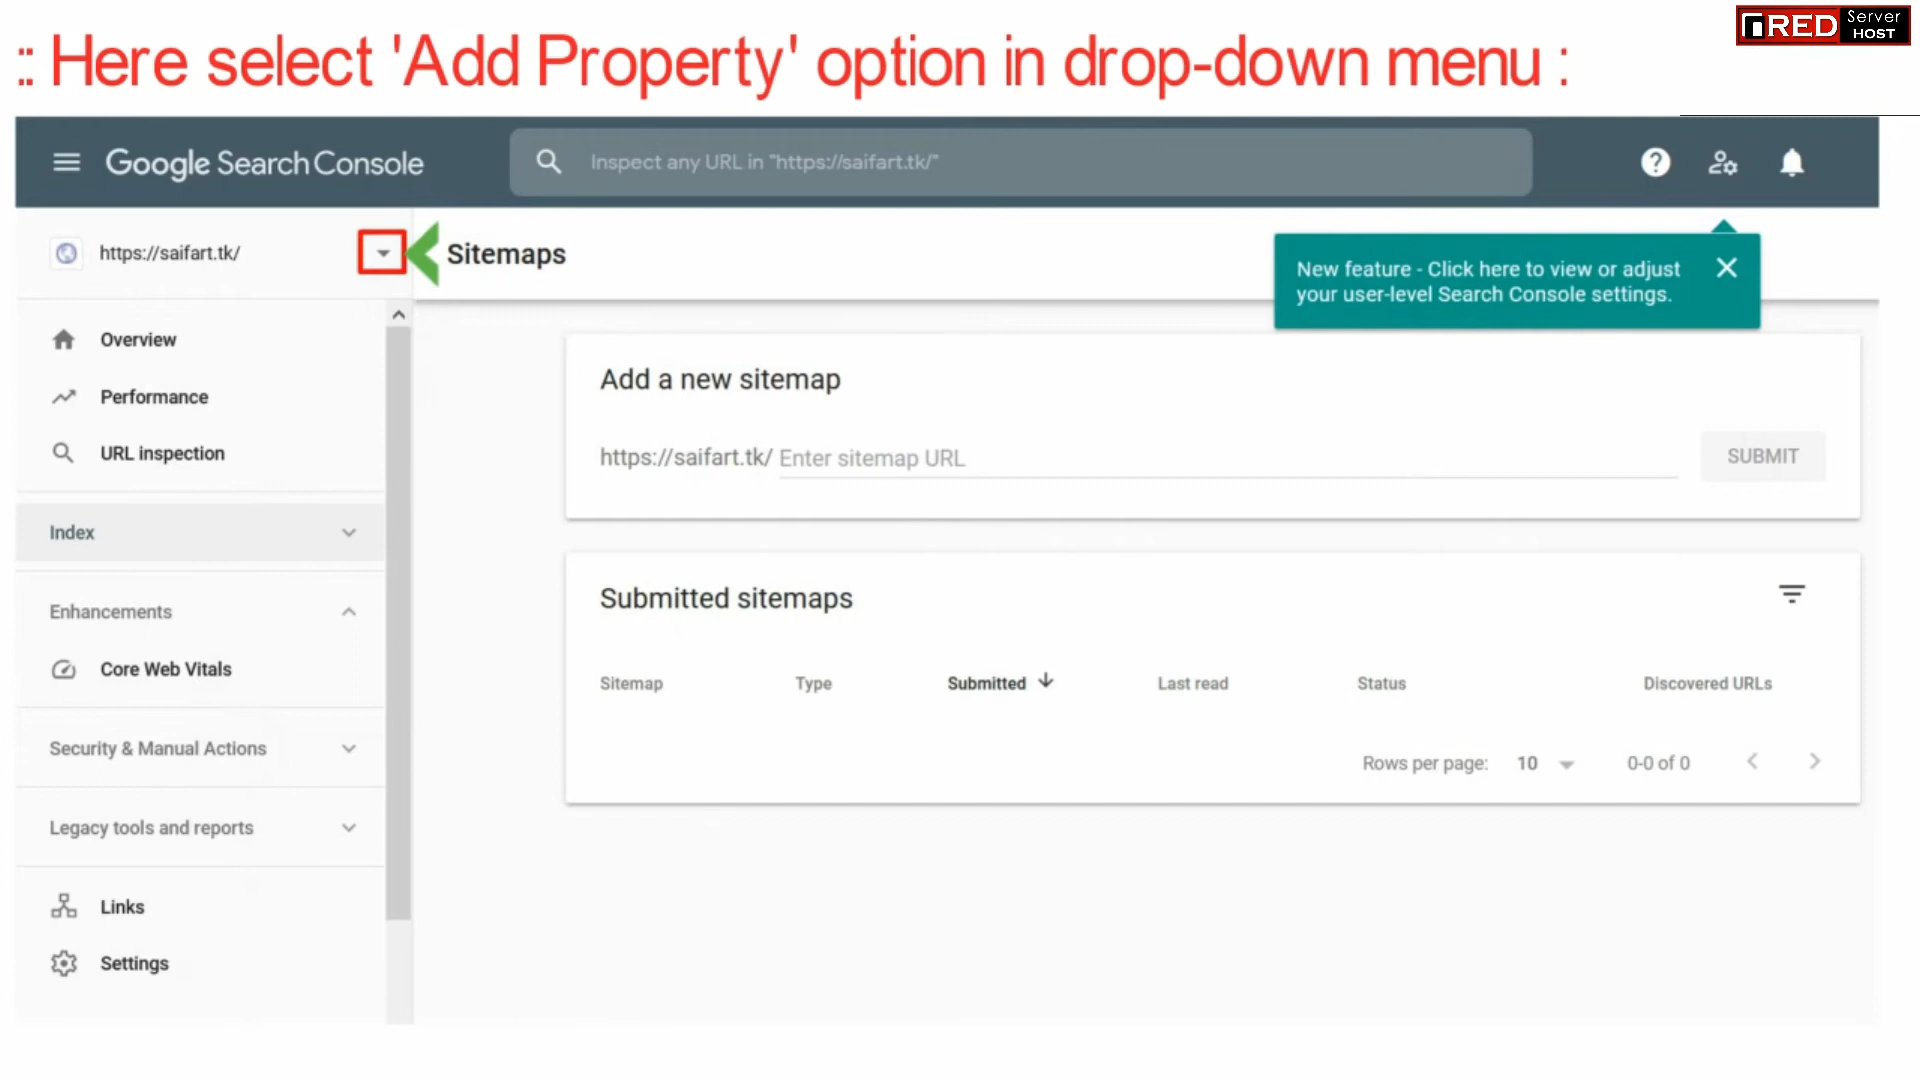 :: Here select 'Add Property' option in drop-down menu :
RED Server HOST
Google Search Console
Inspect any URL in "https://saifart.tk/"
https://saifart.tk/
Sitemaps
New feature - Click here to view or adjust
your user-level Search Console settings.
Overview
Performance
URL inspection
Index
Enhancements
Core Web Vitals
Security & Manual Actions
Legacy tools and reports
Links
Settings
Add a new sitemap
https://saifart.tk/ Enter sitemap URL
SUBMIT
Submitted sitemaps
Sitemap Type Submitted Last read Status Discovered URLs
Rows per page: 10 0-0 of 0